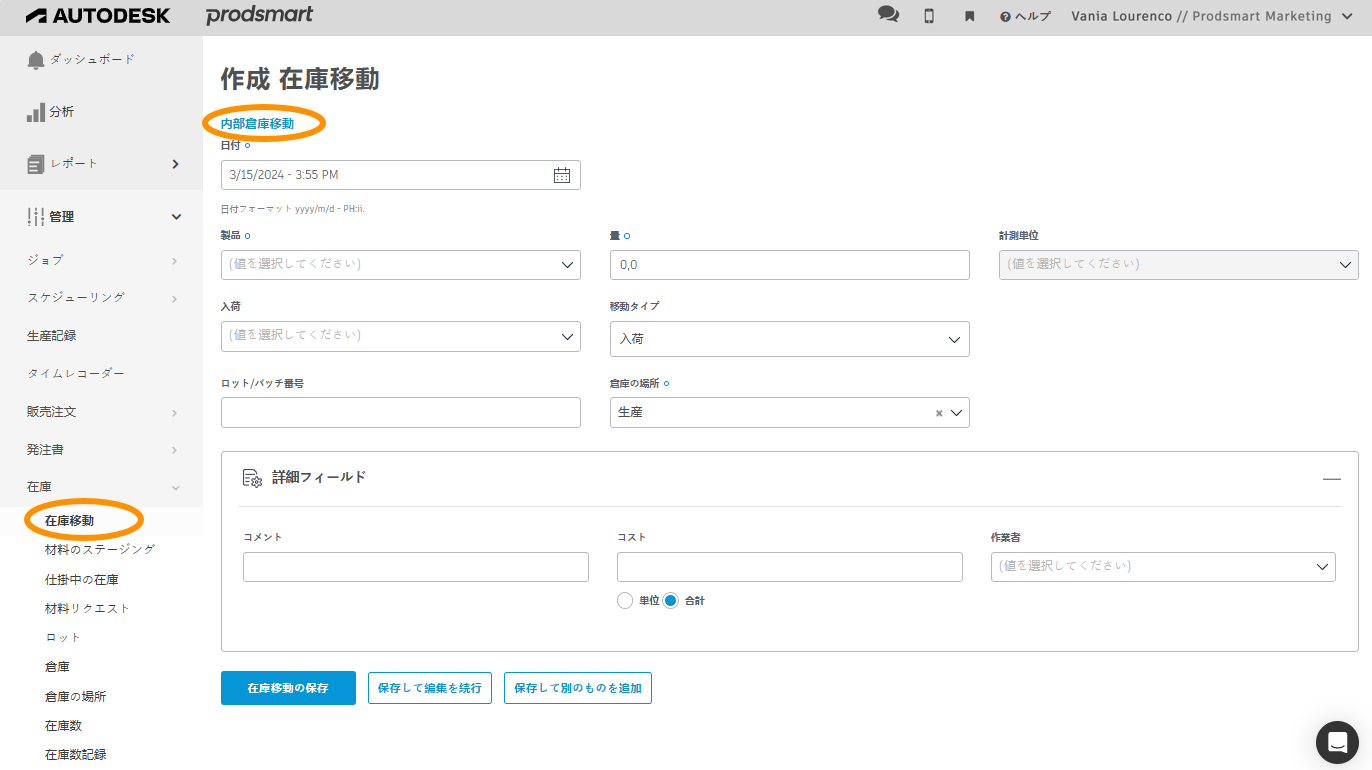 AUTODESK prodsmart ヘルプ Vania Lourenco // Prodsmart Marketing
ダッシュボード
分析
レポート
管理
ジョブ
スケジューリング
生産記録
タイムレコーダー
販売注文
発注書
在庫
在庫移動
材料のステージング
仕掛中の在庫
材料リクエスト
ロット
倉庫
倉庫の場所
在庫数
在庫数記録
作成 在庫移動
内部倉庫移動
日付
3/15/2024 - 3:55 PM
日付フォーマット yyyy/m/d - PH:ii.
製品 量 計測単位
(値を選択してください) 0,0 (値を選択してください)
入荷 移動タイプ
(値を選択してください) 入荷
ロット/バッチ番号 倉庫の場所
生産
詳細フィールド
コメント コスト 作業者
(値を選択してください)
単位 合計
在庫移動の保存 保存して編集を続行 保存して別のものを追加